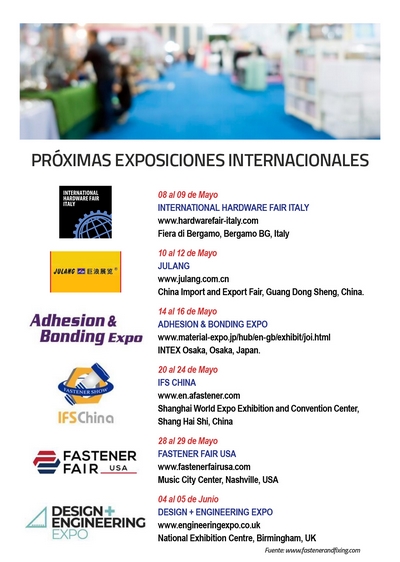 PRÓXIMAS EXPOSICIONES INTERNACIONALES
INTERNATIONAL
HARDWARE FAIR
ITALY
08 al 09 de Mayo
INTERNATIONAL HARDWARE FAIR ITALY
www.hardwarefair-italy.com
Fiera di Bergamo, Bergamo BG, Italy
JULANG 巨浪展览®
10 al 12 de Mayo
JULANG
www.julang.com.cn
China Import and Export Fair, Guang Dong Sheng, China.
Adhesion &
Bonding Expo
14 al 16 de Mayo
ADHESION & BONDING EXPO
www.material-expo.jp/hub/en-gb/exhibit/joi.html
INTEX Osaka, Osaka, Japan.
FASTENER SHOW
IFSChina
20 al 24 de Mayo
IFS CHINA
www.en.afastener.com
Shanghai World Expo Exhibition and Convention Center,
Shang Hai Shi, China
FASTENER
FAIR USA
28 al 29 de Mayo
FASTENER FAIR USA
www.fastenerfairusa.com
Music City Center, Nashville, USA
DESIGN+
ENGINEERING
EXPO
04 al 05 de Junio
DESIGN + ENGINEERING EXPO
www.engineeringexpo.co.uk
National Exhibition Centre, Birmingham, UK
Fuente: www.fastenerandfixing.com